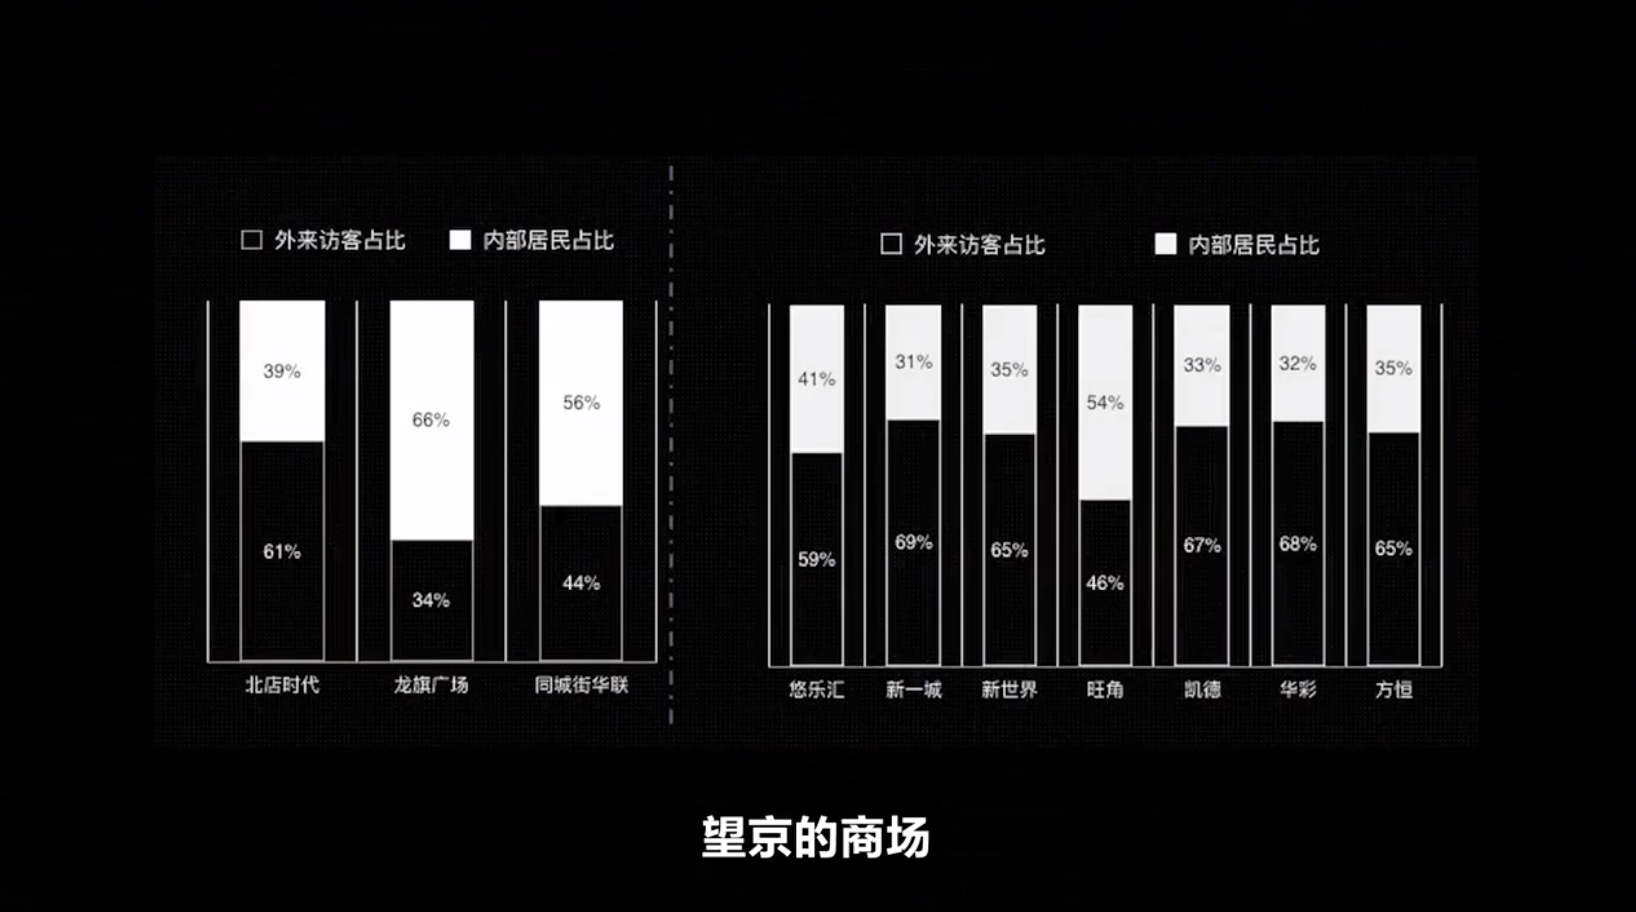 外来访客占比 内部居民占比
39% 66% 56%
61% 34% 44%
北店时代 龙旗广场 同城街华联
外来访客占比 内部居民占比
41% 31% 35% 54% 33% 32% 35%
59% 69% 65% 46% 67% 68% 65%
悠乐汇 新一城 新世界 旺角 凯德 华彩 方恒
望京的商场